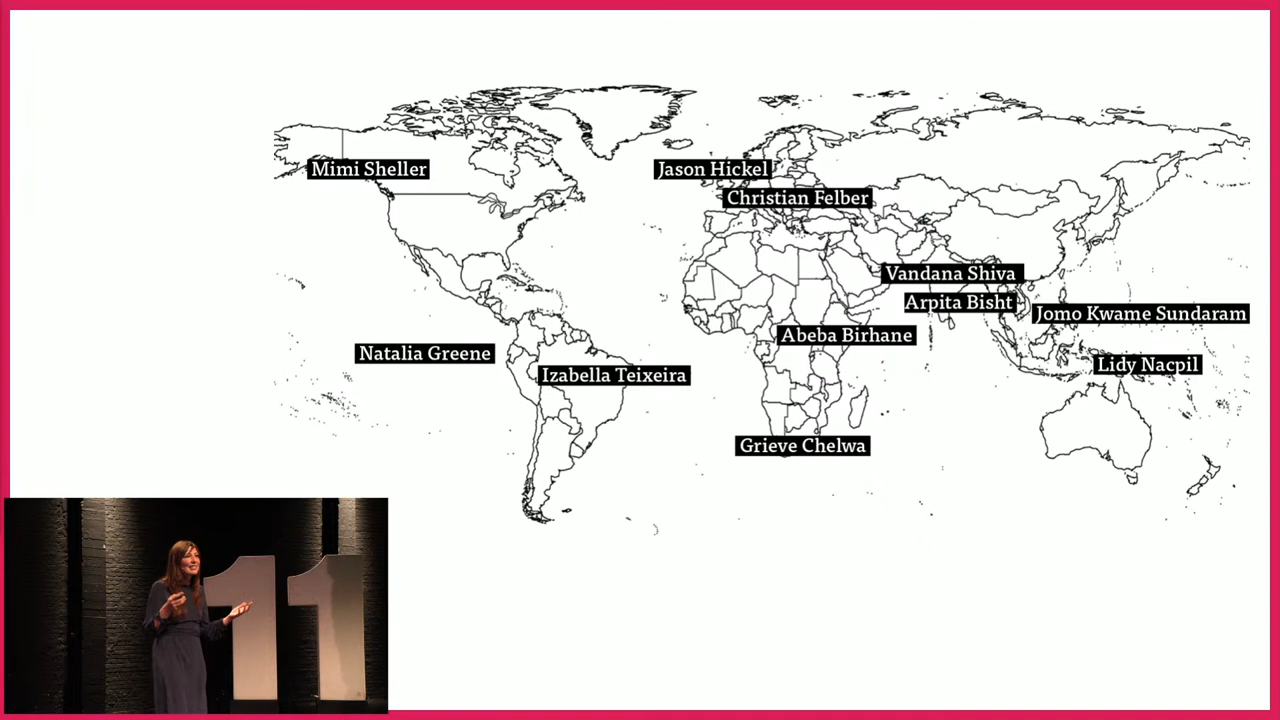 Mimi Sheller
Jason Hickel
Christian Felber
Vandana Shiva
Arpita Bisht
Jomo Kwame Sundaram
Abeba Birhane
Natalia Greene
Lidy Nacpil
Izabella Teixeira
Grieve Chelwa
11